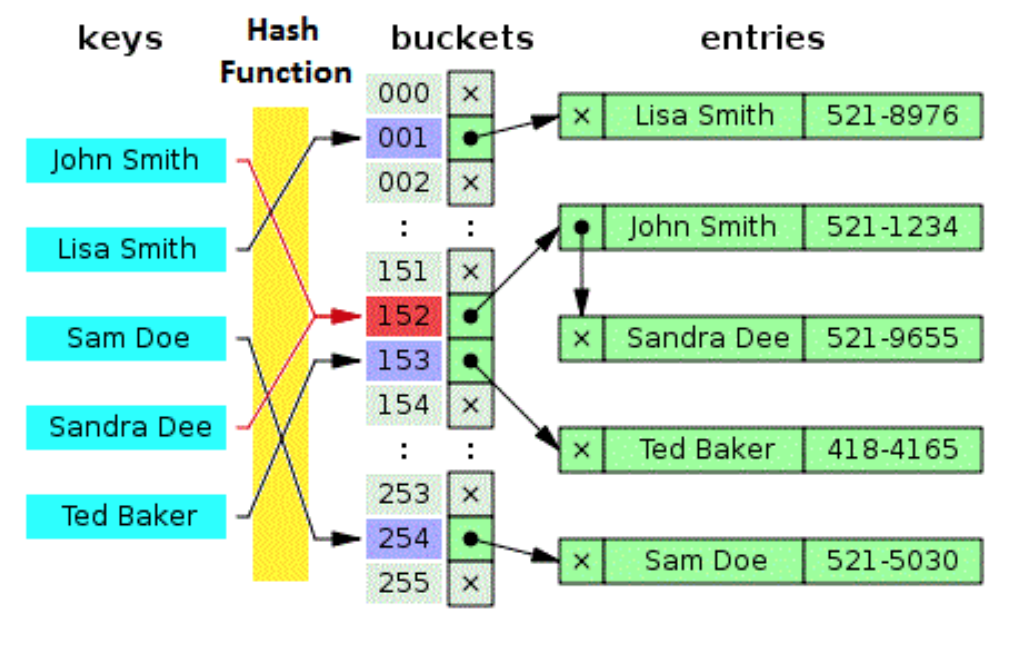 keys
Hash
Function
buckets
entries
John Smith
Lisa Smith
Sam Doe
Sandra Dee
Ted Baker
000 ×
001
002 ×
: :
151 ×
152
153
154 ×
: :
253 ×
254
255 ×
× Lisa Smith 521-8976
John Smith 521-1234
× Sandra Dee 521-9655
× Ted Baker 418-4165
× Sam Doe 521-5030